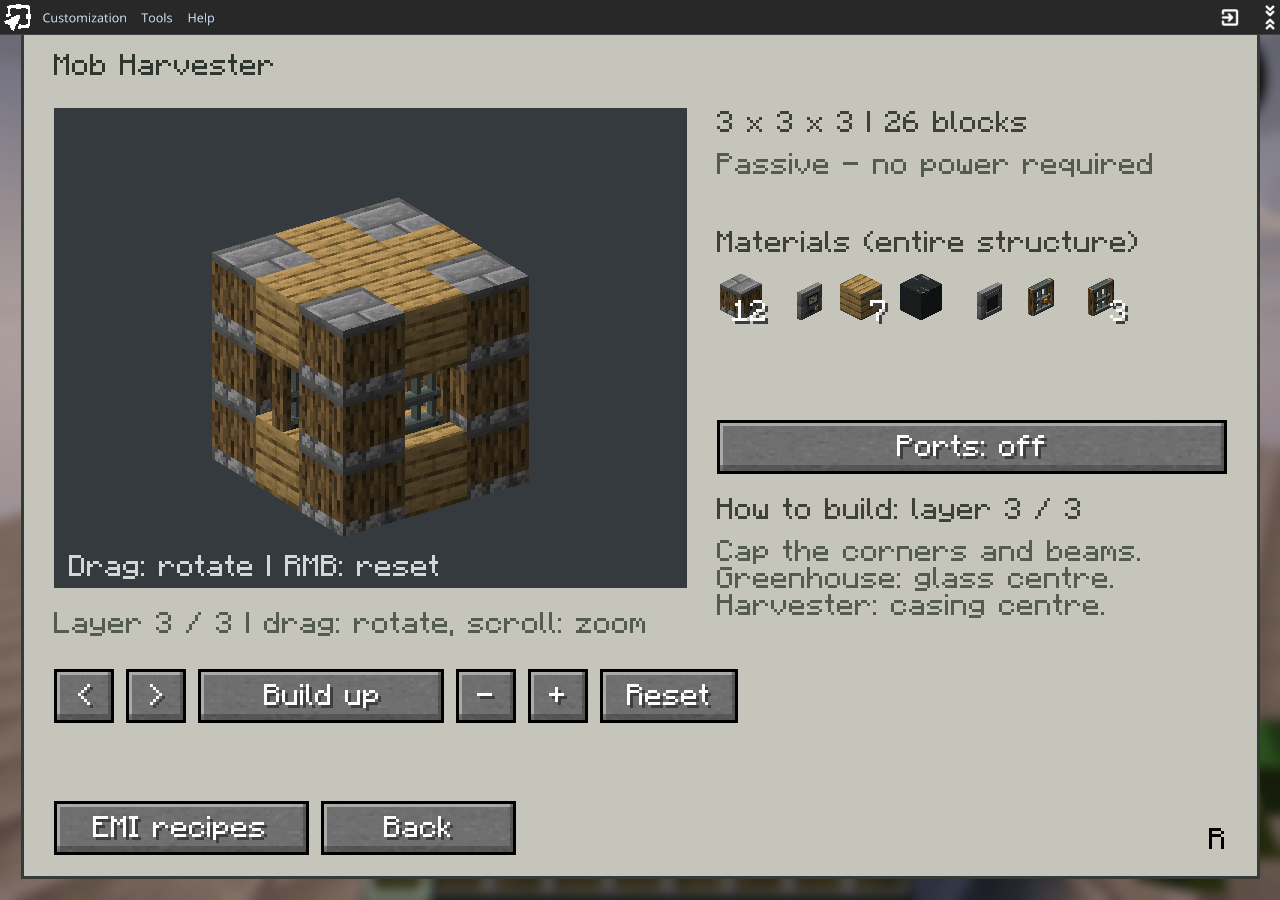 Customization Tools Help
Mob Harvester
3 x 3 x 3 | 26 blocks
Passive - no power required
Materials (entire structure)
12 7 3
Ports: off
How to build: layer 3 / 3
Cap the corners and beams.
Greenhouse: glass centre.
Harvester: casing centre.
Drag: rotate | RMB: reset
Layer 3 / 3 | drag: rotate, scroll: zoom
< > Build up - + Reset
EMI recipes Back
R